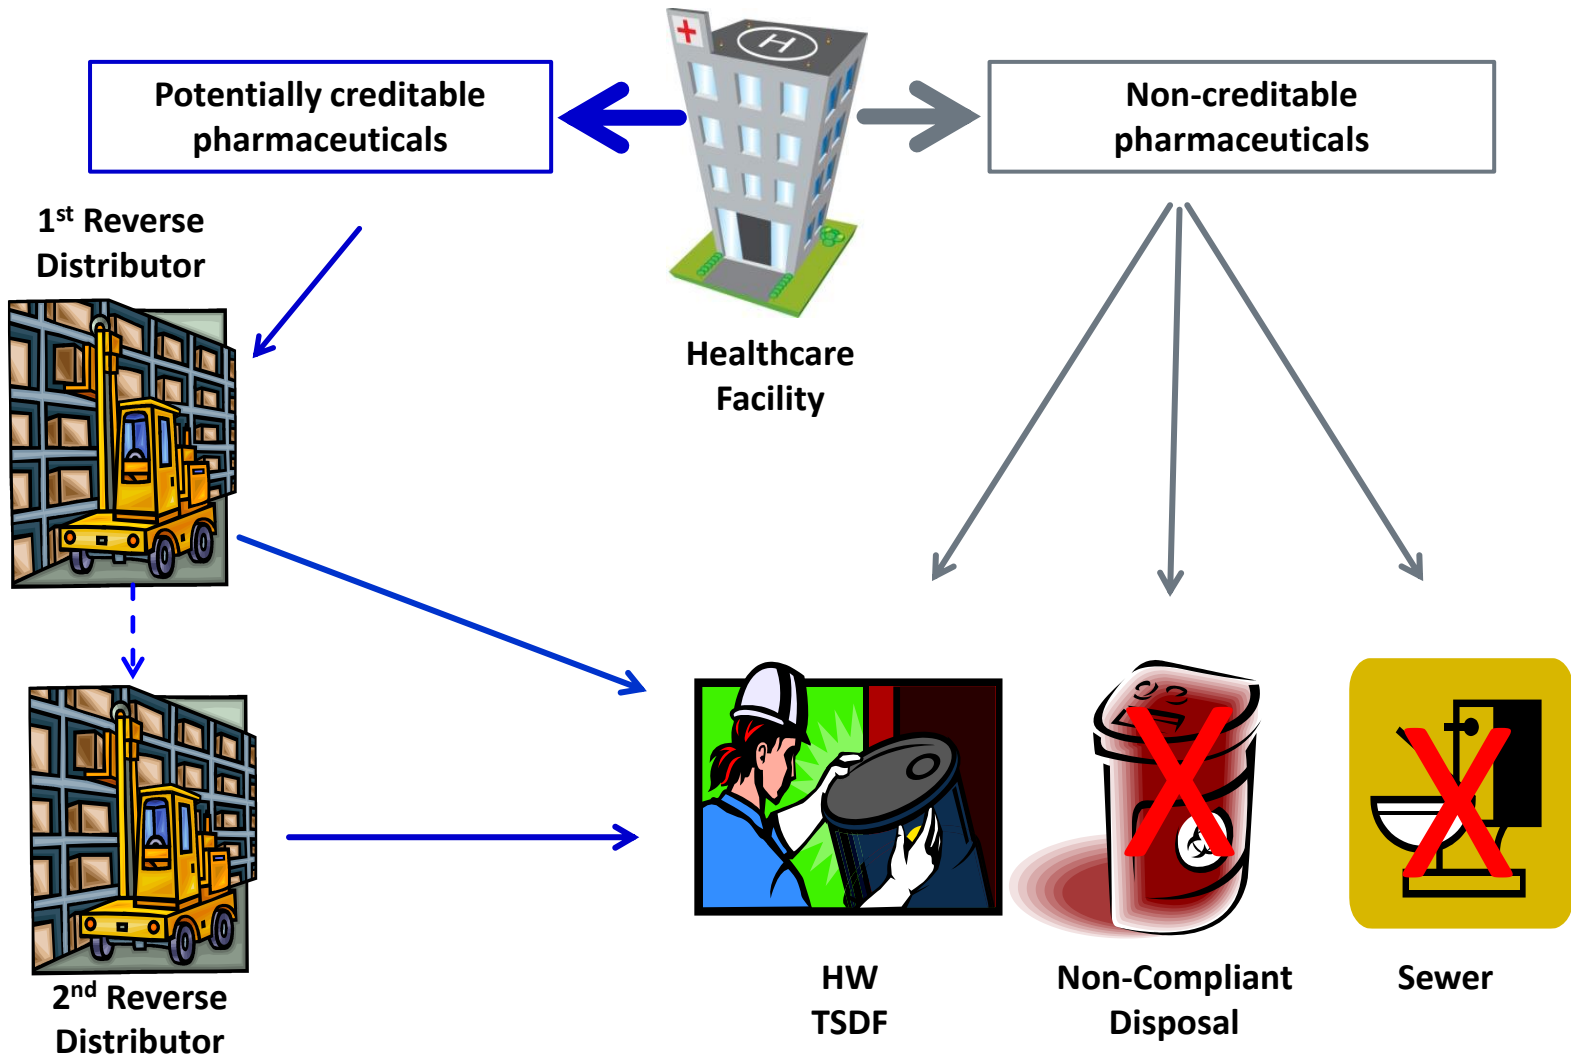 Potentially creditable
pharmaceuticals
H
Non-creditable
pharmaceuticals
1st Reverse
Distributor
Healthcare
Facility
2nd Reverse
Distributor
HW
TSDF
Non-Compliant
Disposal
Sewer